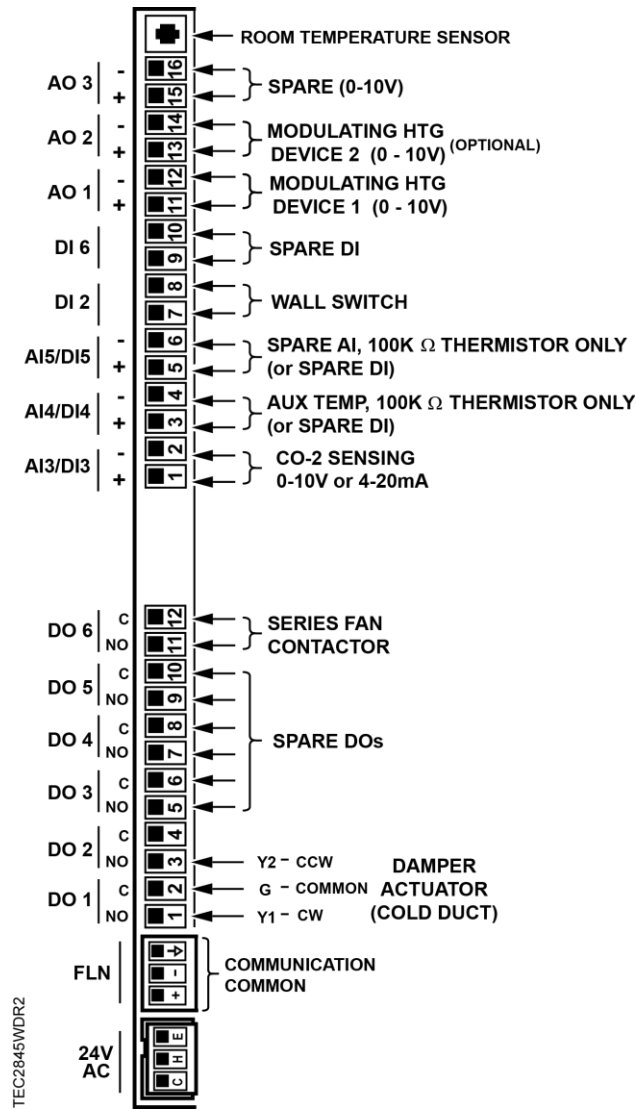 ROOM TEMPERATURE SENSOR
AO 3 - 16
+ 15
SPARE (0-10V)
AO 2 - 14
+ 13
MODULATING HTG
DEVICE 2 (0 - 10V) (OPTIONAL)
AO 1 - 12
+ 11
MODULATING HTG
DEVICE 1 (0 - 10V)
DI 6 10
9
SPARE DI
DI 2 8
7
WALL SWITCH
AI5/DI5 - 6
+ 5
SPARE AI, 100K Ω THERMISTOR ONLY
(or SPARE DI)
AI4/DI4 - 4
+ 3
AUX TEMP, 100K Ω THERMISTOR ONLY
(or SPARE DI)
AI3/DI3 - 2
+ 1
CO-2 SENSING
0-10V or 4-20mA
DO 6 C 12
NO 11
SERIES FAN
CONTACTOR
DO 5 C 10
NO 9
DO 4 C 8
NO 7
SPARE DOs
DO 3 C 6
NO 5
DO 2 C 4
NO 3 Y2 - CCW
DO 1 C 2 G - COMMON
NO 1 Y1 - CW
DAMPER
ACTUATOR
(COLD DUCT)
FLN
-
+
COMMUNICATION
COMMON
24V
AC
E
H
C
TEC2845WDR2